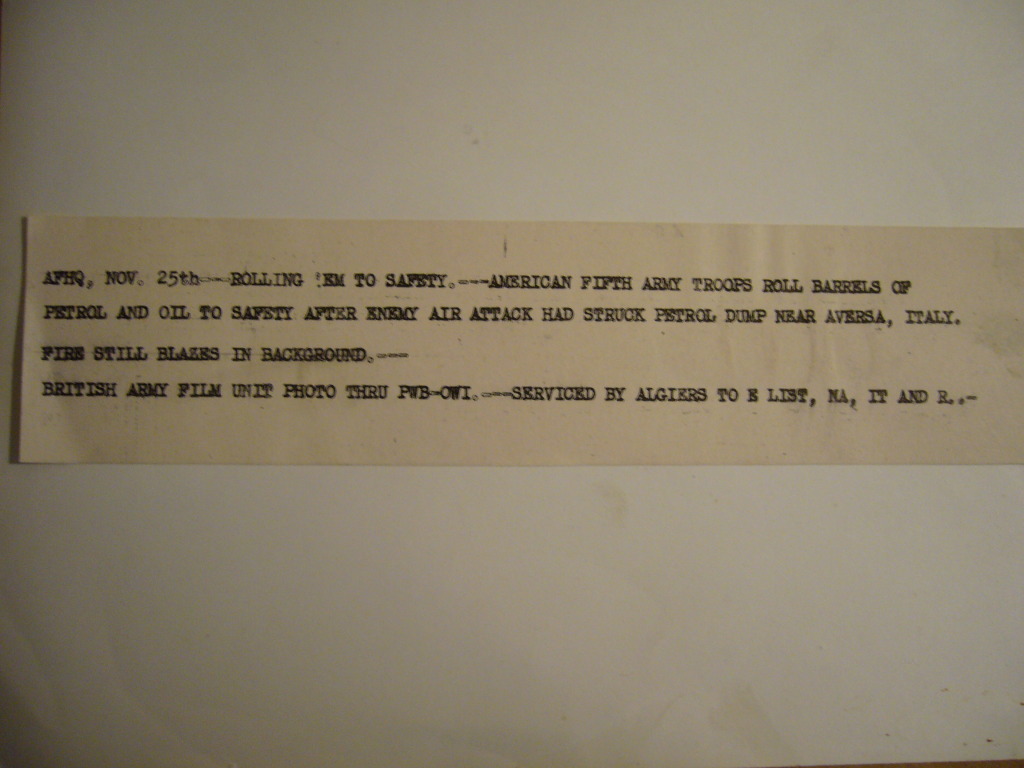 AFHQ, NOV. 25th---ROLLING 'EM TO SAFETY.---AMERICAN FIFTH ARMY TROOPS ROLL BARRELS OF
PETROL AND OIL TO SAFETY AFTER ENEMY AIR ATTACK HAD STRUCK PETROL DUMP NEAR AVERSA, ITALY.
FIRE STILL BLAZES IN BACKGROUND.---
BRITISH ARMY FILM UNIT PHOTO THRU PWB-OWI.---SERVICED BY ALGIERS TO E LIST, NA, IT AND R..-